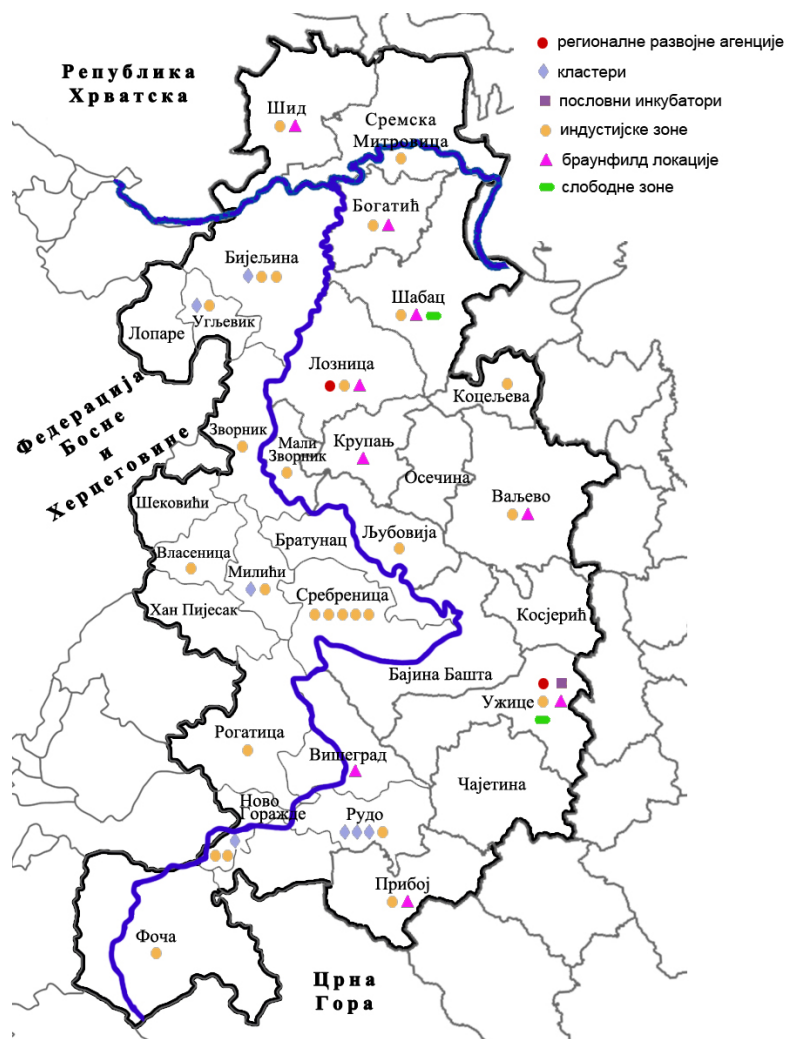 регионалне развојне агенције
кластери
пословни инкубатори
индустијске зоне
браунфилд локације
слободне зоне
Република
Хрватска
Шид
Сремска
Митровица
Богатић
Бијељина
Шабац
Угљевик
Лопаре
Лозница
Коцељева
Федерација
Босне
и
Херцеговине
Зворник
Мали
Зворник
Крупањ
Осечина
Ваљево
Шековићи
Братунац
Љубовија
Власеница
Милићи
Сребреница
Хан Пијесак
Косјерић
Бајина Башта
Ужице
Рогатица
Вишеград
Чајетина
Ново
Горажде
Рудо
Прибој
Фоча
Црна
Гора